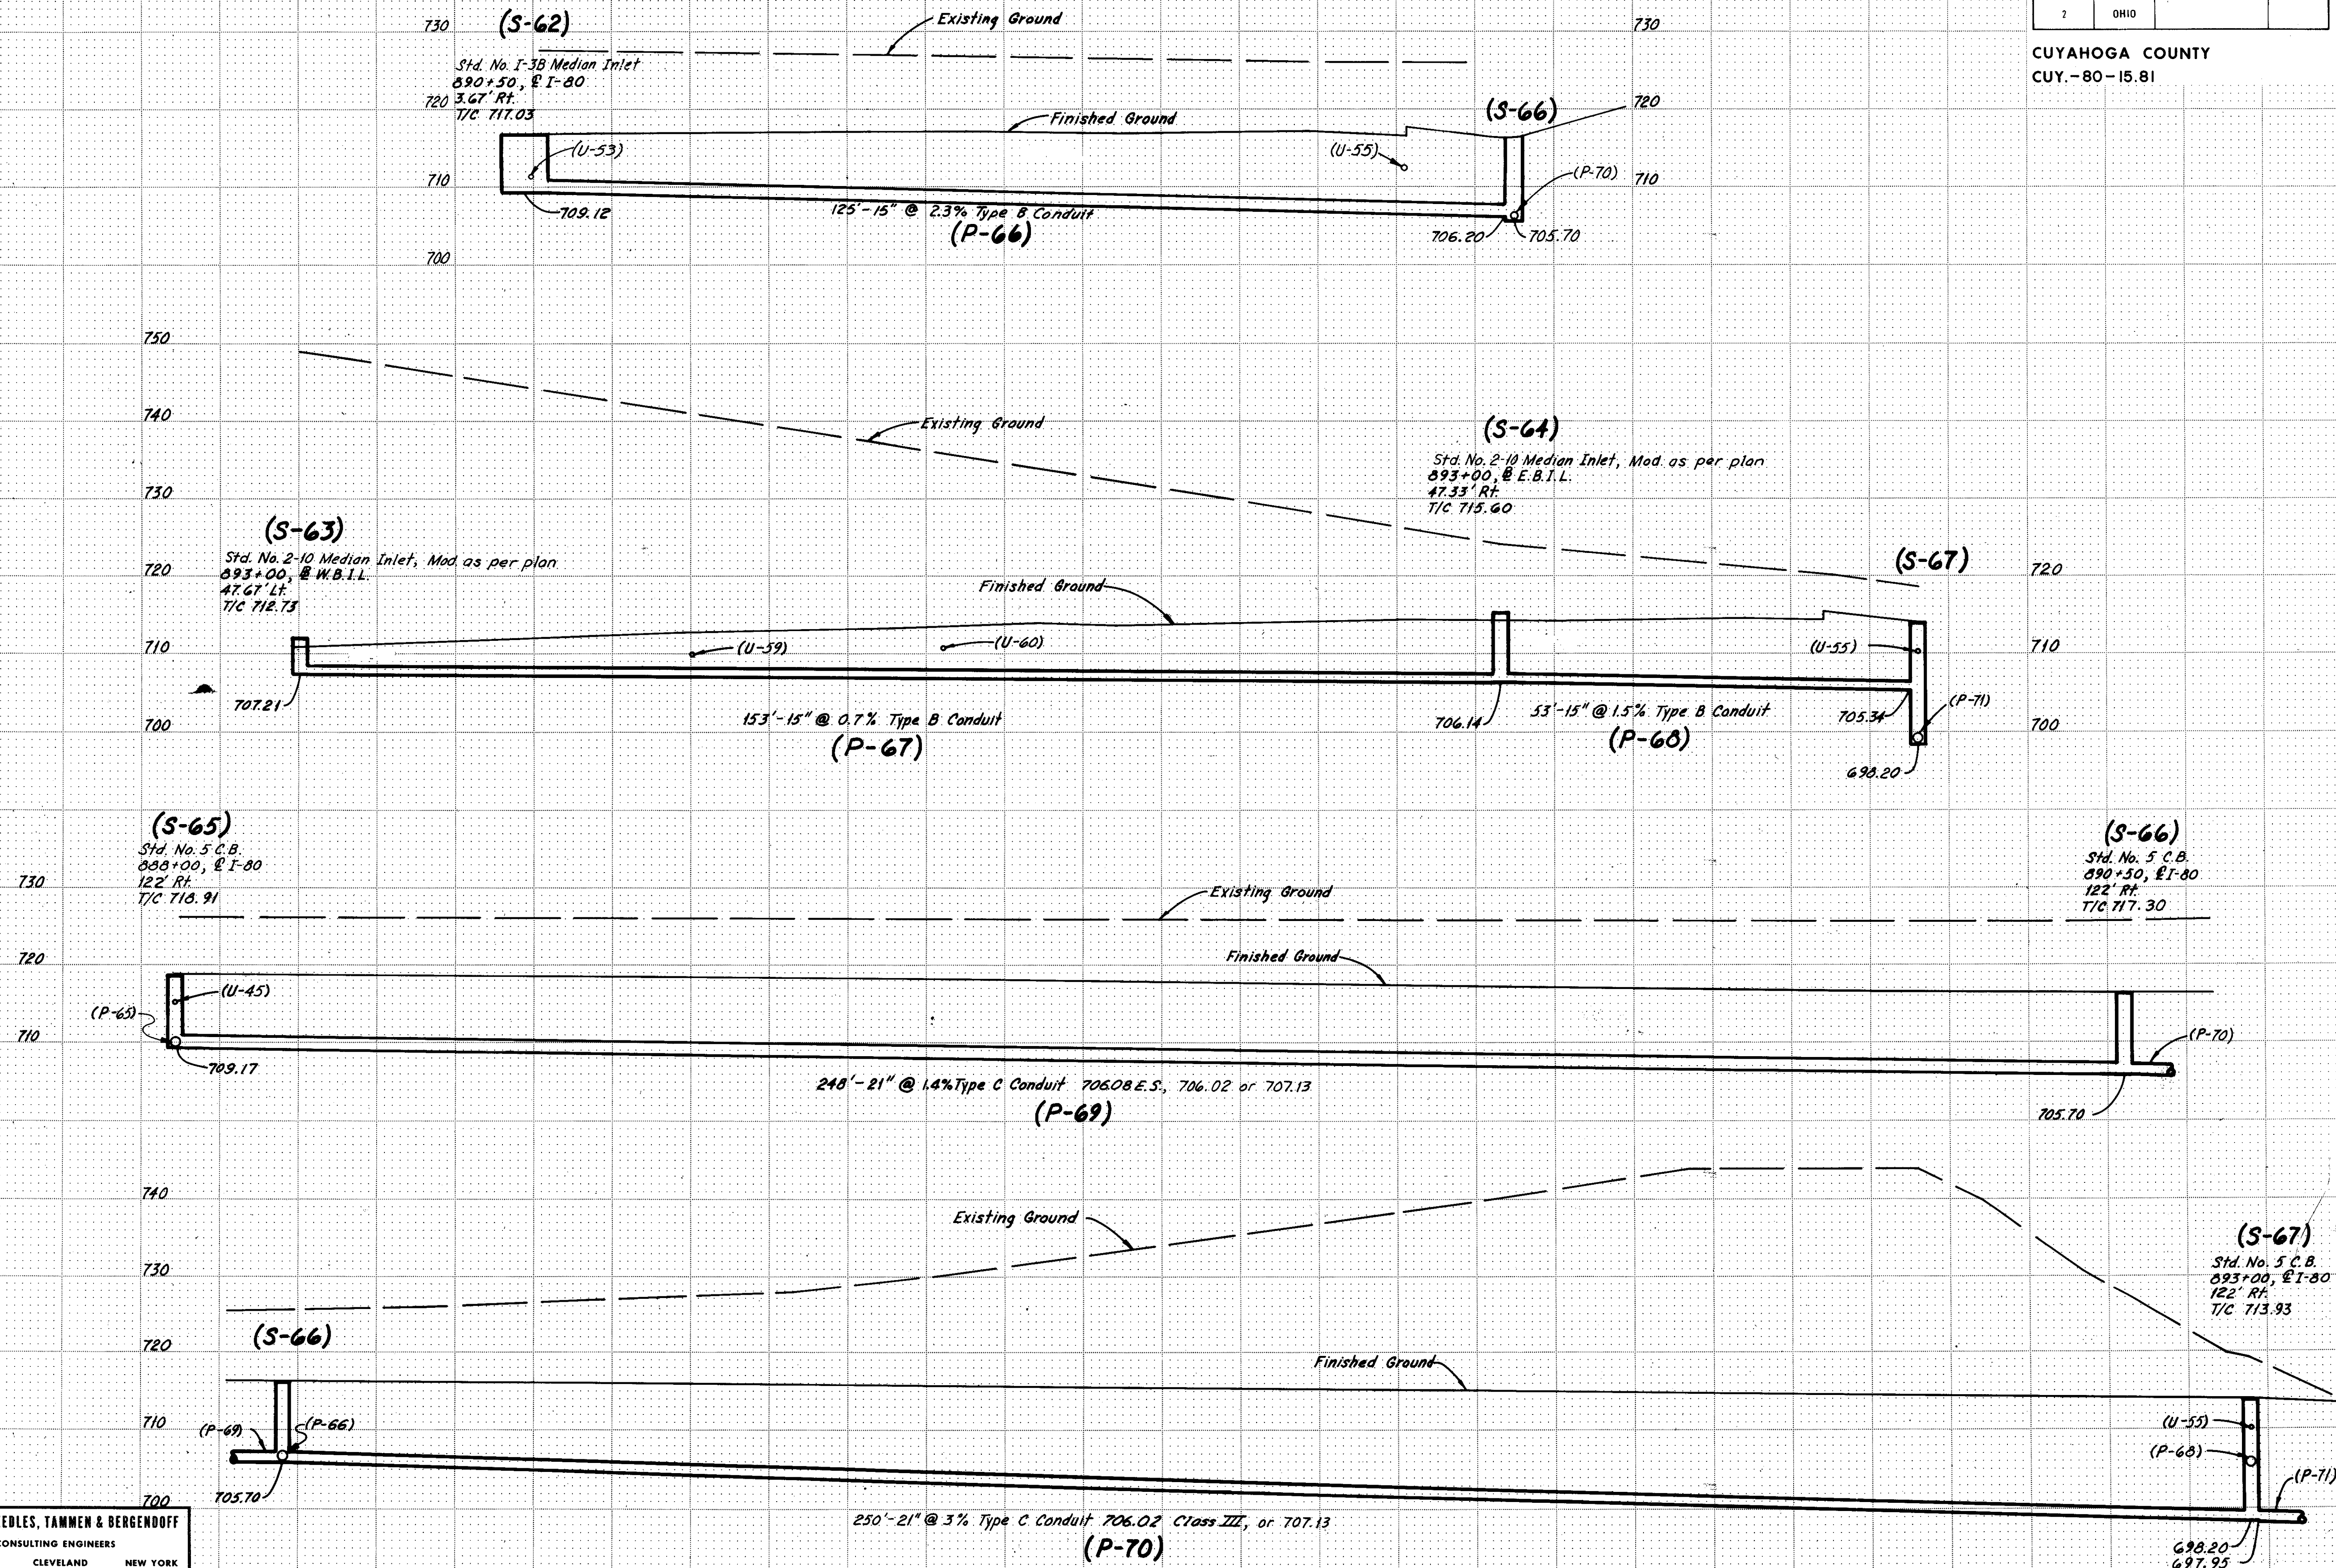 2 OHIO
CUYAHOGA COUNTY
CUY.-80-15.81
730
(S-62)
Existing Ground
730
Std. No. I-3B Median Inlet
890+50, ℄ I-80
3.67' Rt.
T/C 717.03
720
(S-66)
720
Finished Ground
(U-53)
(U-55)
710
(P-70)
710
709.12
125'-15" @ 2.3% Type B Conduit
(P-66)
706.20
705.70
700
750
740
Existing Ground
(S-64)
Std. No. 2-10 Median Inlet, Mod. as per plan
893+00, ℄ E.B.I.L.
47.33' Rt.
T/C 715.60
730
(S-63)
Std. No. 2-10 Median Inlet, Mod. as per plan
893+00, ℄ W.B.I.L.
47.67' Lt.
T/C 712.73
720
(S-67)
720
Finished Ground
710
(U-59)
(U-60)
(U-55)
710
707.21
153'-15" @ 0.7% Type B Conduit
(P-67)
706.14
53'-15" @ 1.5% Type B Conduit
(P-68)
705.34
(P-71)
700
700
698.20
(S-65)
Std. No. 5 C.B.
888+00, ℄ I-80
122' Rt.
T/C 718.91
(S-66)
Std. No. 5 C.B.
890+50, ℄ I-80
122' Rt.
T/C 717.30
730
Existing Ground
720
Finished Ground
(U-45)
(P-65)
710
(P-70)
709.17
248'-21" @ 1.4% Type C Conduit 706.08 E.S., 706.02 or 707.13
(P-69)
705.70
740
Existing Ground
(S-67)
Std. No. 5 C.B.
893+00, ℄ I-80
122' Rt.
T/C 713.93
730
(S-66)
720
Finished Ground
710
(P-69)
(P-66)
(U-55)
(P-68)
(P-71)
700
705.70
250'-21" @ 3% Type C Conduit 706.02 Class III, or 707.13
(P-70)
698.20
697.95
EDLES, TAMMEN & BERGENDOFF
CONSULTING ENGINEERS
CLEVELAND NEW YORK